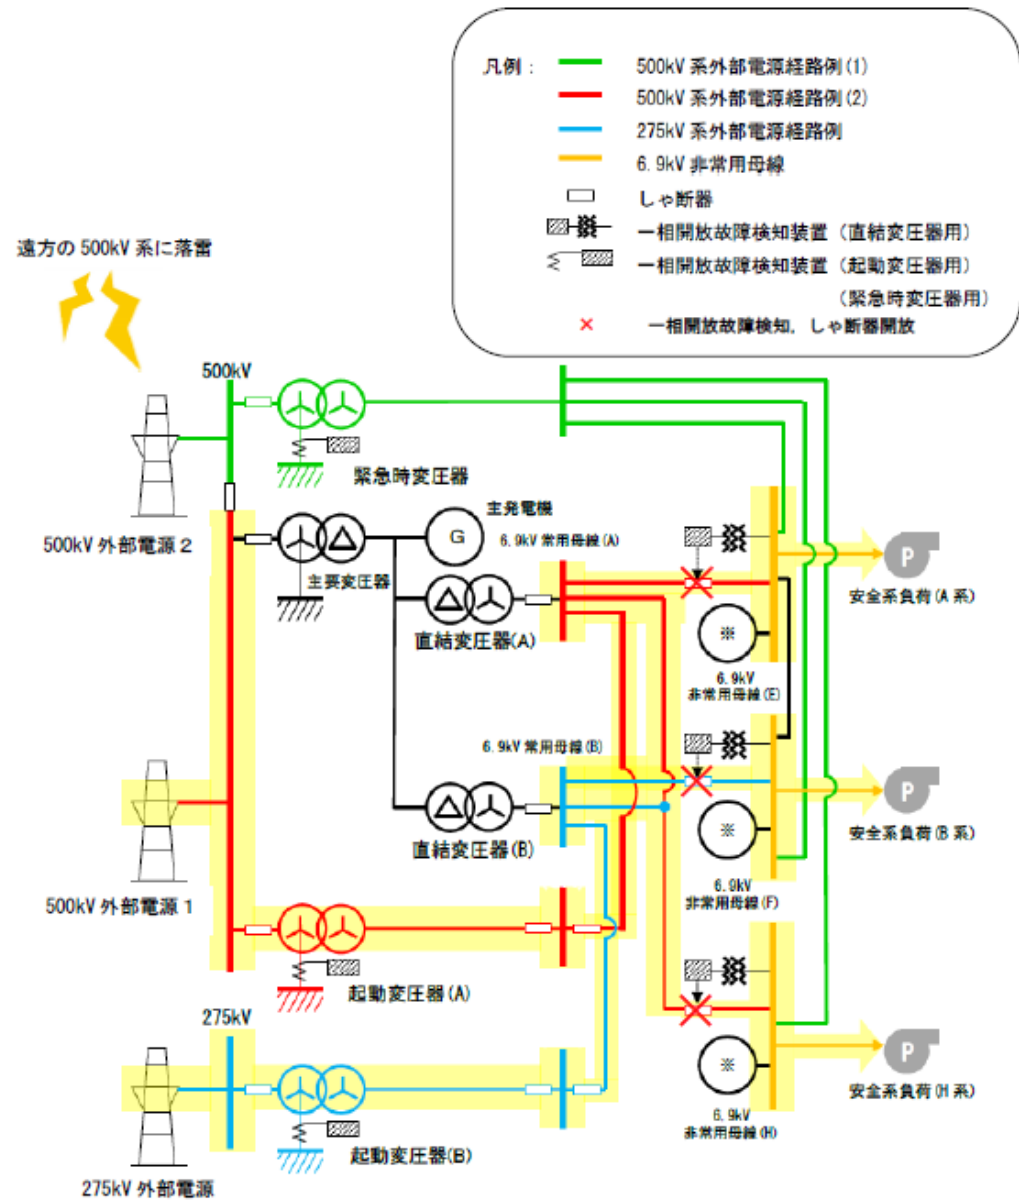 凡例：
500kV 系外部電源経路例(1)
500kV 系外部電源経路例(2)
275kV 系外部電源経路例
6.9kV 非常用母線
しゃ断器
一相開放故障検知装置（直結変圧器用）
一相開放故障検知装置（起動変圧器用）
（緊急時変圧器用）
× 一相開放故障検知，しゃ断器開放
遠方の 500kV 系に落雷
500kV
緊急時変圧器
500kV 外部電源 2
主要変圧器
主発電機
G
6.9kV 常用母線(A)
直結変圧器(A)
P
安全系負荷(A 系)
※
6.9kV
非常用母線(E)
6.9kV 常用母線(B)
直結変圧器(B)
P
安全系負荷(B 系)
※
6.9kV
非常用母線(F)
500kV 外部電源 1
起動変圧器(A)
275kV
P
安全系負荷(H 系)
※
6.9kV
非常用母線(H)
起動変圧器(B)
275kV 外部電源